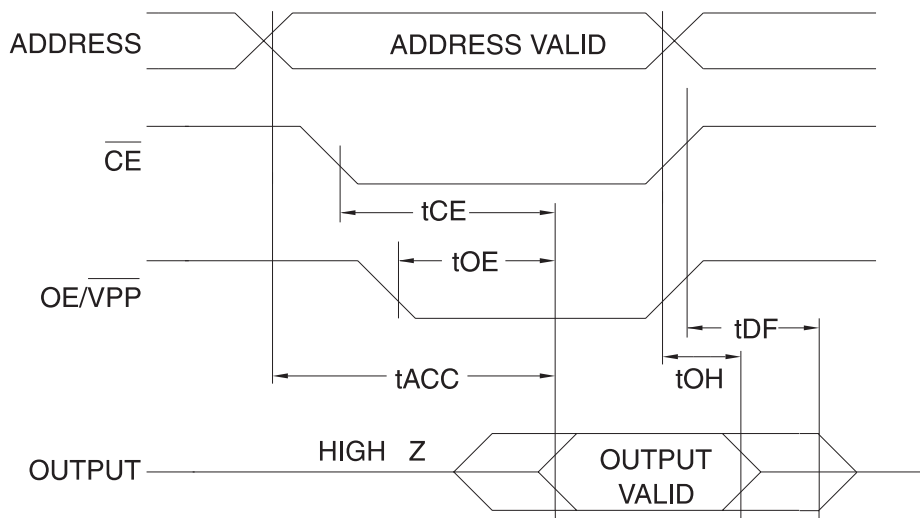 ADDRESS
ADDRESS VALID
CE
tCE
tOE
OE/VPP
tDF
tACC
tOH
HIGH Z
OUTPUT
OUTPUT
VALID